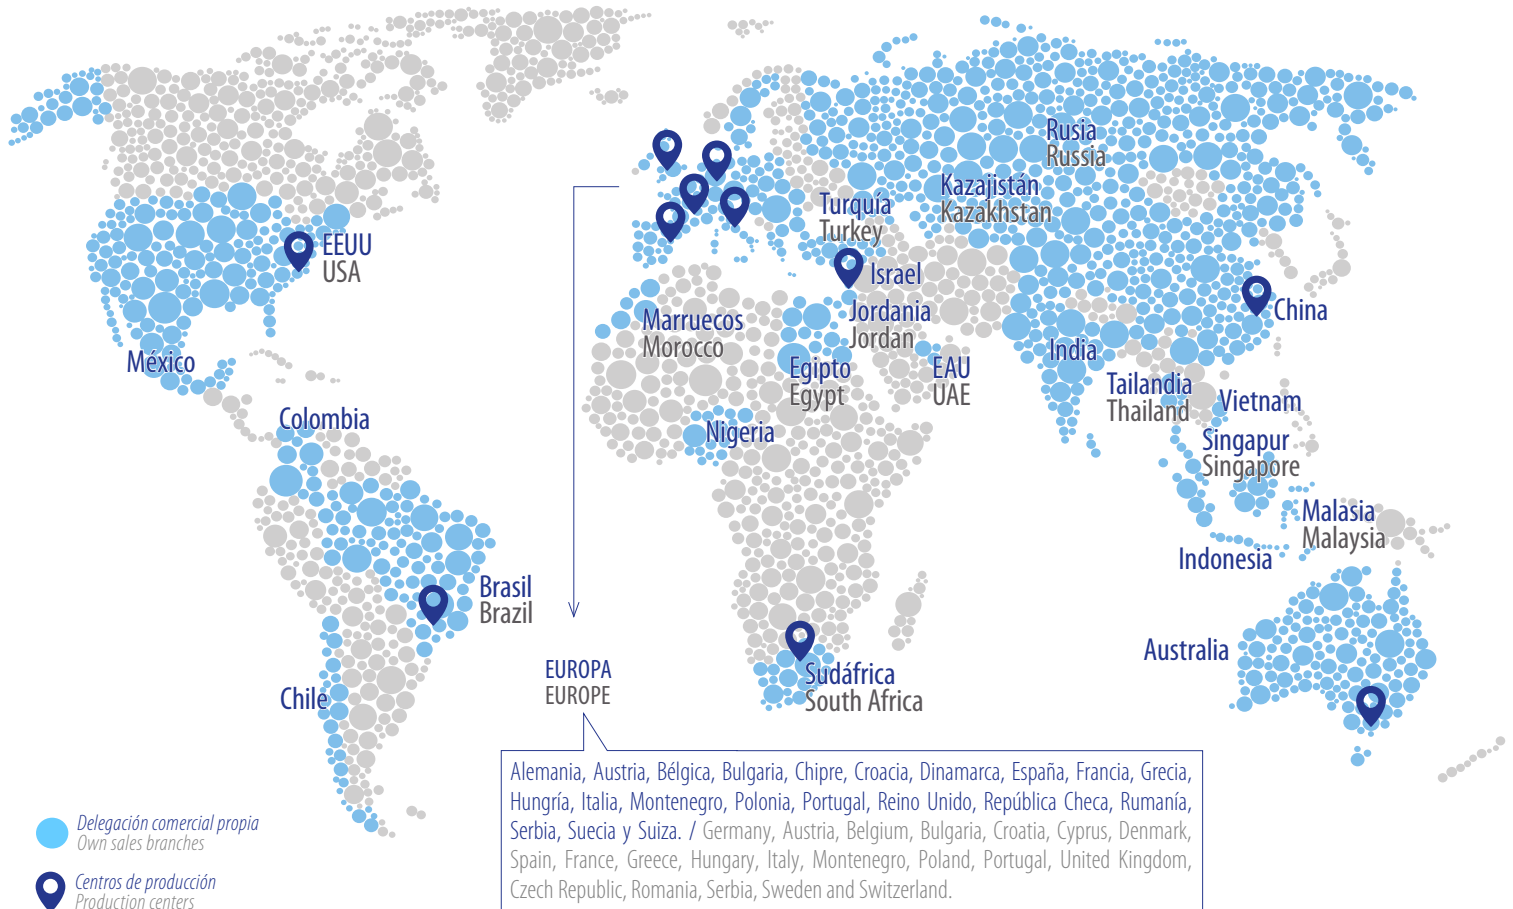 Rusia
Russia
Kazajistán
Kazakhstan
Turquía
Turkey
EEUU
USA
Israel
Jordania
Jordan
China
Marruecos
Morocco
India
México
Egipto
Egypt
EAU
UAE
Tailandia
Thailand
Vietnam
Colombia
Nigeria
Singapur
Singapore
Malasia
Malaysia
Indonesia
Brasil
Brazil
Australia
Sudáfrica
South Africa
Chile
EUROPA
EUROPE
Alemania, Austria, Bélgica, Bulgaria, Chipre, Croacia, Dinamarca, España, Francia, Grecia,
Hungría, Italia, Montenegro, Polonia, Portugal, Reino Unido, República Checa, Rumanía,
Serbia, Suecia y Suiza. / Germany, Austria, Belgium, Bulgaria, Croatia, Cyprus, Denmark,
Spain, France, Greece, Hungary, Italy, Montenegro, Poland, Portugal, United Kingdom,
Czech Republic, Romania, Serbia, Sweden and Switzerland.
Delegación comercial propia
Own sales branches
Centros de producción
Production centers